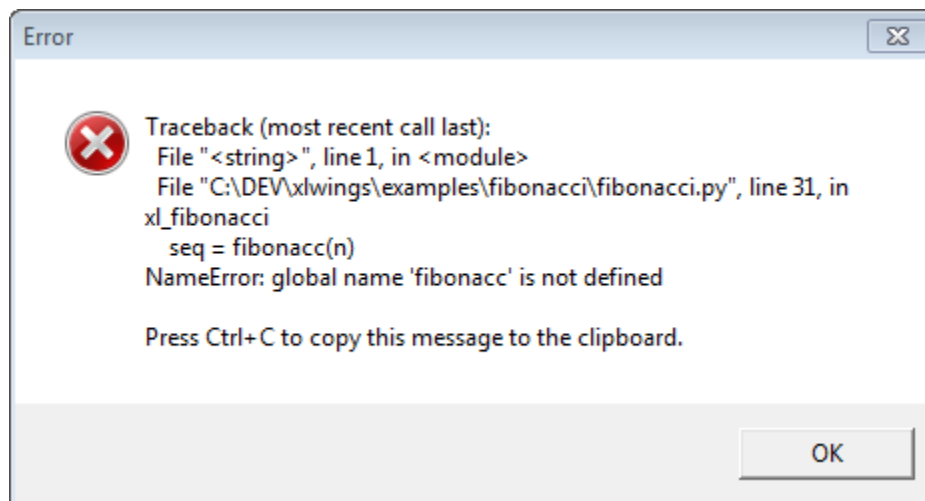 Error
Traceback (most recent call last):
  File "<string>", line 1, in <module>
  File "C:\DEV\xlwings\examples\fibonacci\fibonacci.py", line 31, in
xl_fibonacci
    seq = fibonacc(n)
NameError: global name 'fibonacc' is not defined
Press Ctrl+C to copy this message to the clipboard.
OK